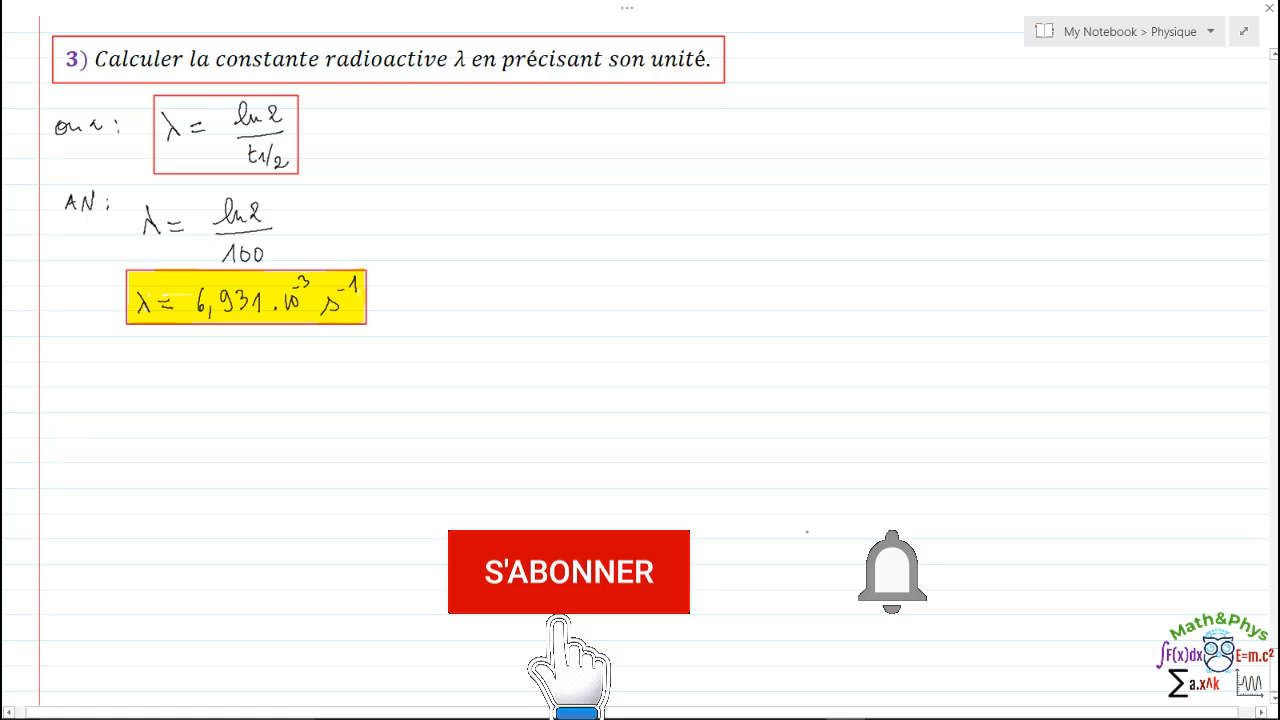 ...
My Notebook > Physique
3) Calculer la constante radioactive λ en précisant son unité.
on a : λ = ln2 / t1/2
AN : λ = ln2 / 100
λ = 6,931 . 10⁻³ s⁻¹
S'ABONNER
Math&Phys
∫F(x)dx E=m.c²
∑ a.x^k